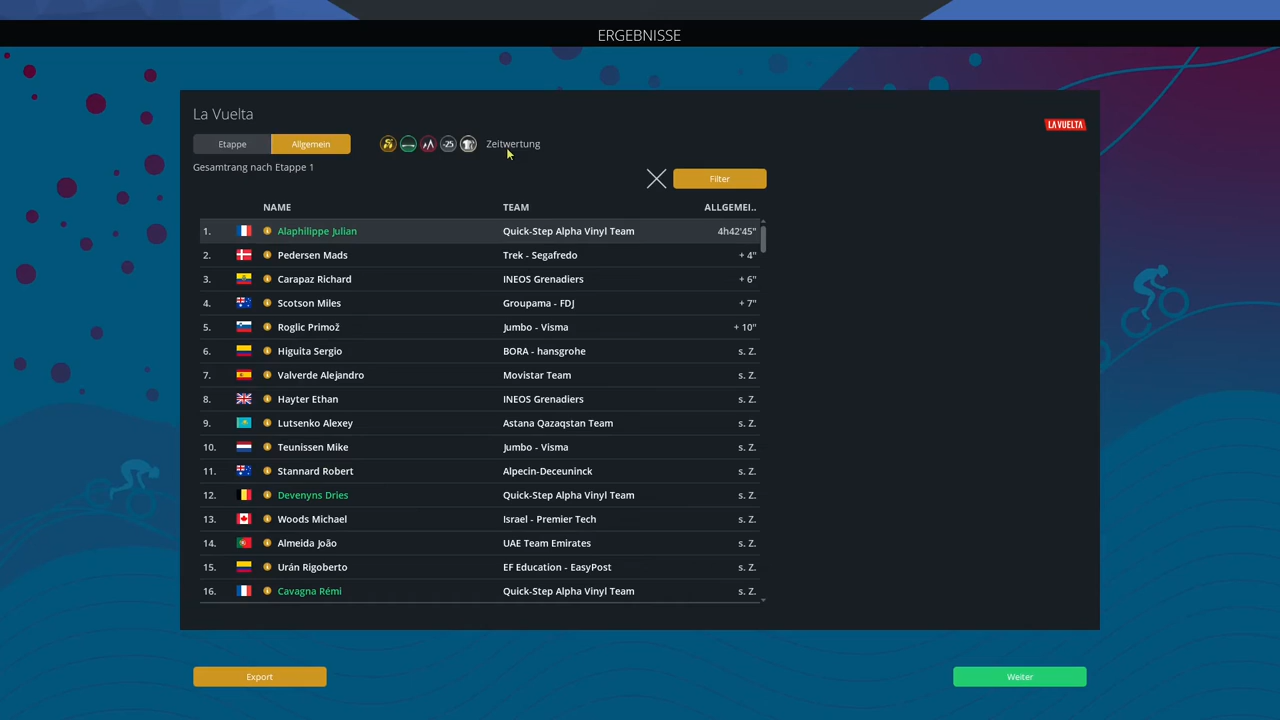 ERGEBNISSE
La Vuelta
LA VUELTA
Etappe Allgemein -25 Zeitwertung
Gesamtrang nach Etappe 1
Filter
NAME TEAM ALLGEMEI..
1. Alaphilippe Julian Quick-Step Alpha Vinyl Team 4h42'45"
2. Pedersen Mads Trek - Segafredo + 4"
3. Carapaz Richard INEOS Grenadiers + 6"
4. Scotson Miles Groupama - FDJ + 7"
5. Roglic Primož Jumbo - Visma + 10"
6. Higuita Sergio BORA - hansgrohe s. Z.
7. Valverde Alejandro Movistar Team s. Z.
8. Hayter Ethan INEOS Grenadiers s. Z.
9. Lutsenko Alexey Astana Qazaqstan Team s. Z.
10. Teunissen Mike Jumbo - Visma s. Z.
11. Stannard Robert Alpecin-Deceuninck s. Z.
12. Devenyns Dries Quick-Step Alpha Vinyl Team s. Z.
13. Woods Michael Israel - Premier Tech s. Z.
14. Almeida João UAE Team Emirates s. Z.
15. Urán Rigoberto EF Education - EasyPost s. Z.
16. Cavagna Rémi Quick-Step Alpha Vinyl Team s. Z.
Export Weiter